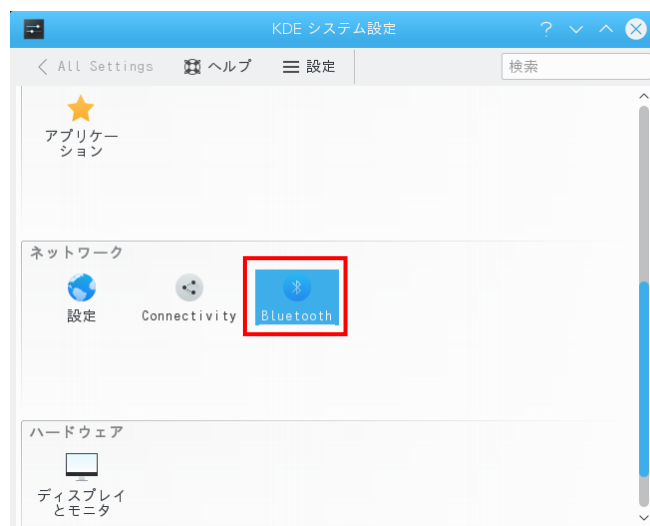 KDE システム設定
All Settings ヘルプ 設定 検索
アプリケー
ション
ネットワーク
設定 Connectivity Bluetooth
ハードウェア
ディスプレイ
とモニタ